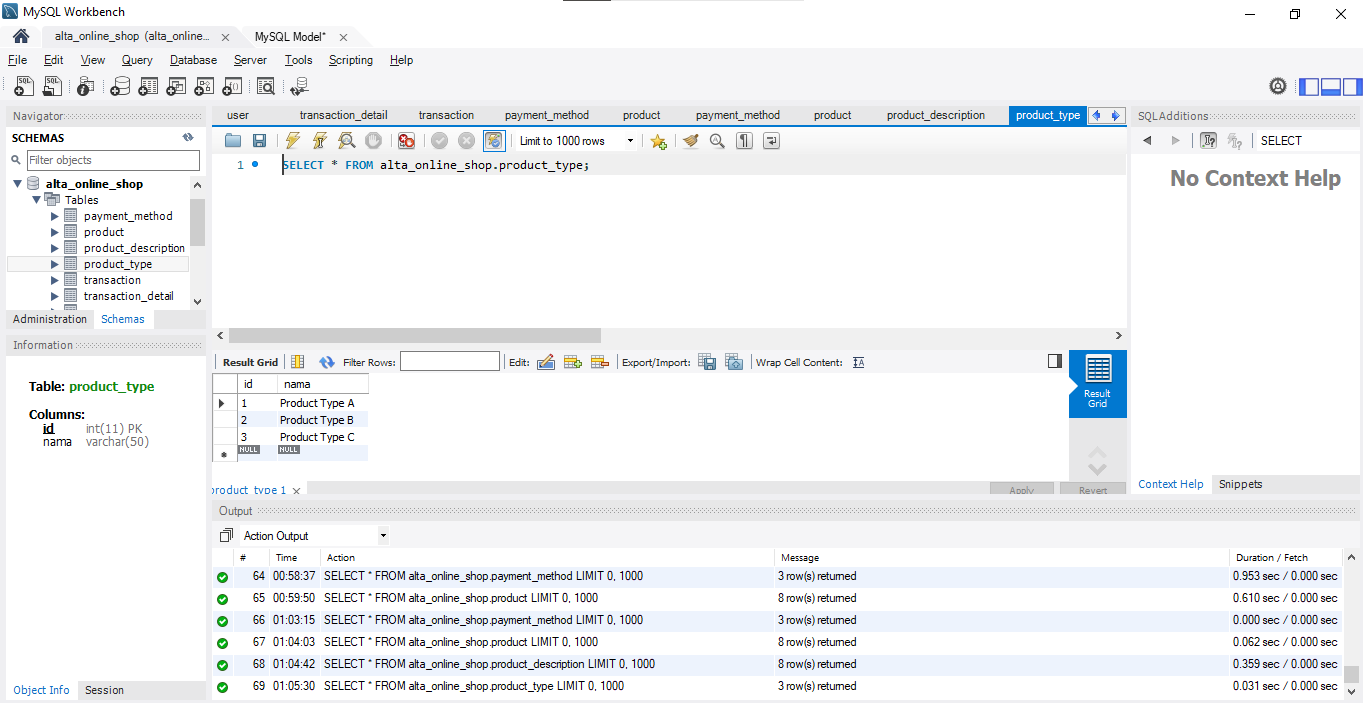 MySQL Workbench
alta_online_shop (alta_online... MySQL Model*
File Edit View Query Database Server Tools Scripting Help
Navigator
SCHEMAS
Filter objects
alta_online_shop
Tables
payment_method
product
product_description
product_type
transaction
transaction_detail
Administration Schemas
Information
Table: product_type
Columns:
id int(11) PK
nama varchar(50)
Object Info Session
user transaction_detail transaction payment_method product payment_method product product_description product_type
Limit to 1000 rows
1 SELECT * FROM alta_online_shop.product_type;
Result Grid Filter Rows: Edit: Export/Import: Wrap Cell Content:
id nama
1 Product Type A
2 Product Type B
3 Product Type C
NULL NULL
Result
Grid
product_type 1 Apply Revert
SQLAdditions
SELECT
No Context Help
Context Help Snippets
Output
Action Output
# Time Action Message Duration / Fetch
64 00:58:37 SELECT * FROM alta_online_shop.payment_method LIMIT 0, 1000 3 row(s) returned 0.953 sec / 0.000 sec
65 00:59:50 SELECT * FROM alta_online_shop.product LIMIT 0, 1000 8 row(s) returned 0.610 sec / 0.000 sec
66 01:03:15 SELECT * FROM alta_online_shop.payment_method LIMIT 0, 1000 3 row(s) returned 0.000 sec / 0.000 sec
67 01:04:03 SELECT * FROM alta_online_shop.product LIMIT 0, 1000 8 row(s) returned 0.062 sec / 0.000 sec
68 01:04:42 SELECT * FROM alta_online_shop.product_description LIMIT 0, 1000 8 row(s) returned 0.359 sec / 0.000 sec
69 01:05:30 SELECT * FROM alta_online_shop.product_type LIMIT 0, 1000 3 row(s) returned 0.031 sec / 0.000 sec